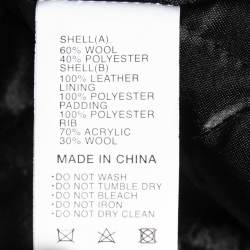 SHELL(A)
60% WOOL
40% POLYESTER
SHELL(B)
100% LEATHER
LINING
100% POLYESTER
PADDING
100% POLYESTER
RIB
70% ACRYLIC
30% WOOL
MADE IN CHINA
·DO NOT WASH
·DO NOT TUMBLE DRY
·DO NOT BLEACH
·DO NOT IRON
·DO NOT DRY CLEAN